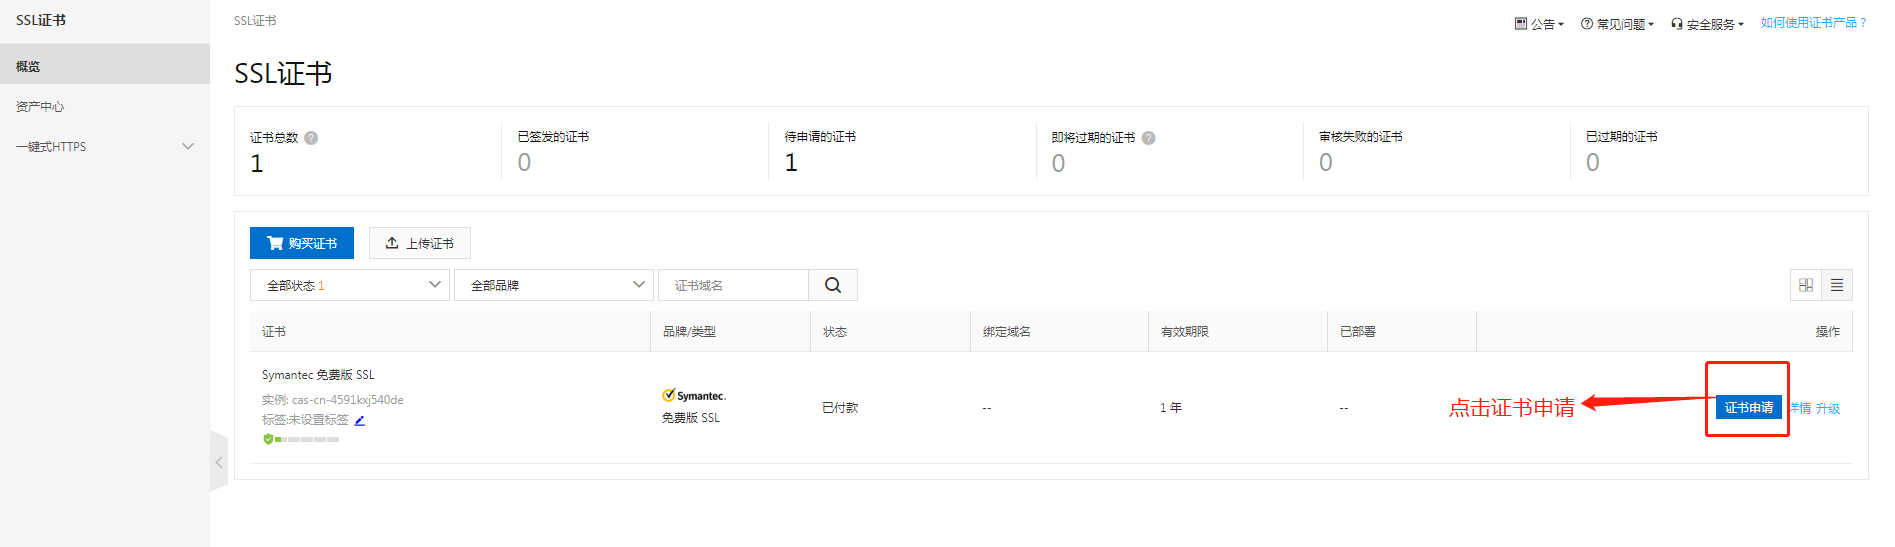 SSL证书
概览
资产中心
一键式HTTPS
SSL证书
公告 常见问题 安全服务 如何使用证书产品？
SSL证书
证书总数 ? 已签发的证书 待申请的证书 即将过期的证书 ? 审核失败的证书 已过期的证书
1 0 1 0 0 0
购买证书 上传证书
全部状态 1 全部品牌 证书域名
证书 品牌/类型 状态 绑定域名 有效期限 已部署 操作
Symantec 免费版 SSL
实例: cas-cn-4591kxj540de
标签:未设置标签
Symantec.
免费版 SSL
已付款 -- 1 年 -- 点击证书申请 证书申请 详情 升级